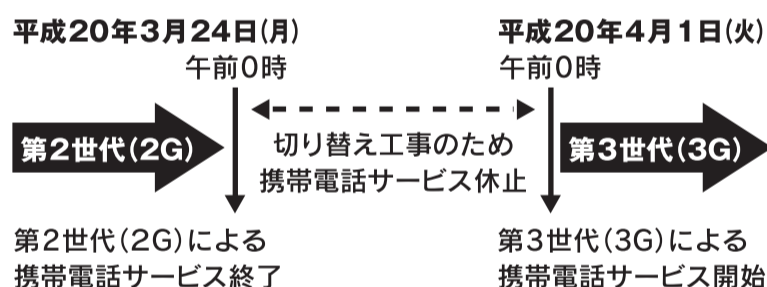 平成20年3月24日(月)
午前0時
平成20年4月1日(火)
午前0時
第2世代(2G)
切り替え工事のため
携帯電話サービス休止
第3世代(3G)
第2世代(2G)による
携帯電話サービス終了
第3世代(3G)による
携帯電話サービス開始